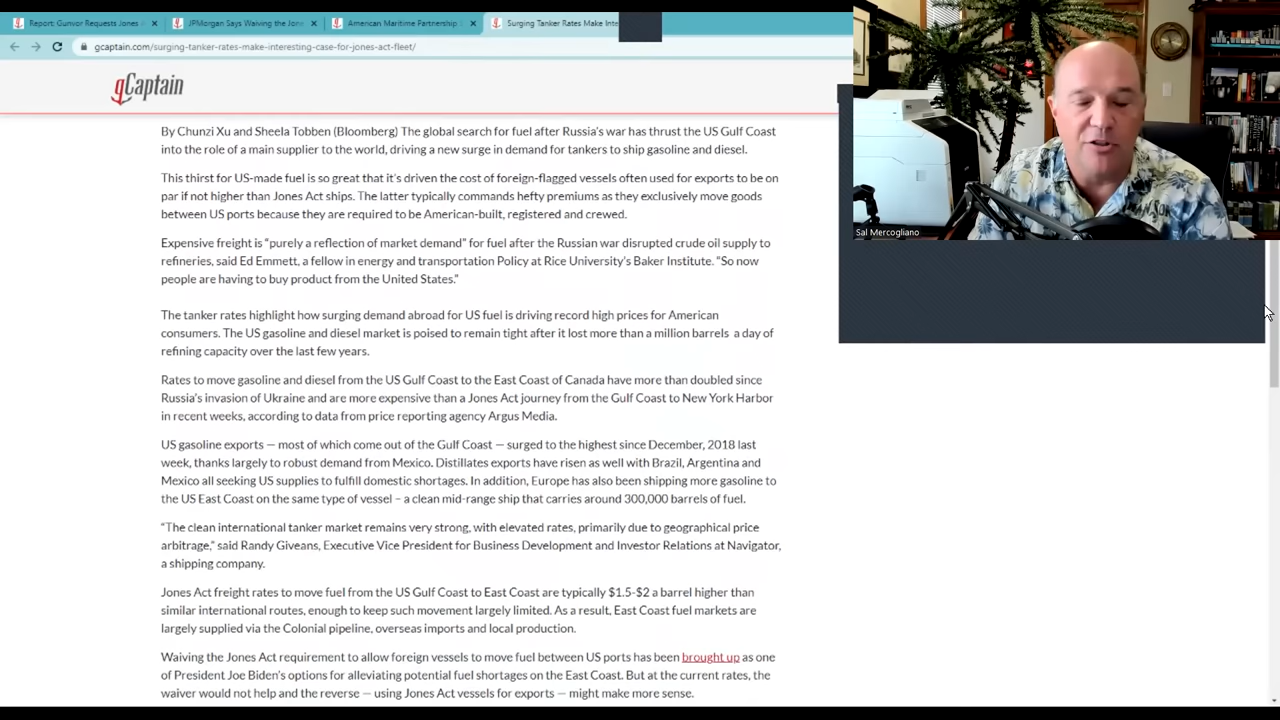 Report: Gunvor Requests Jones
JPMorgan Says Waiving the Jon
American Maritime Partnership
Surging Tanker Rates Make Inte
gcaptain.com/surging-tanker-rates-make-interesting-case-for-jones-act-fleet/
gCaptain
Sal Mercogliano
By Chunzi Xu and Sheela Tobben (Bloomberg) The global search for fuel after Russia's war has thrust the US Gulf Coast
into the role of a main supplier to the world, driving a new surge in demand for tankers to ship gasoline and diesel.
This thirst for US-made fuel is so great that it's driven the cost of foreign-flagged vessels often used for exports to be on
par if not higher than Jones Act ships. The latter typically commands hefty premiums as they exclusively move goods
between US ports because they are required to be American-built, registered and crewed.
Expensive freight is "purely a reflection of market demand" for fuel after the Russian war disrupted crude oil supply to
refineries, said Ed Emmett, a fellow in energy and transportation Policy at Rice University's Baker Institute. "So now
people are having to buy product from the United States."
The tanker rates highlight how surging demand abroad for US fuel is driving record high prices for American
consumers. The US gasoline and diesel market is poised to remain tight after it lost more than a million barrels a day of
refining capacity over the last few years.
Rates to move gasoline and diesel from the US Gulf Coast to the East Coast of Canada have more than doubled since
Russia's invasion of Ukraine and are more expensive than a Jones Act journey from the Gulf Coast to New York Harbor
in recent weeks, according to data from price reporting agency Argus Media.
US gasoline exports — most of which come out of the Gulf Coast — surged to the highest since December, 2018 last
week, thanks largely to robust demand from Mexico. Distillates exports have risen as well with Brazil, Argentina and
Mexico all seeking US supplies to fulfill domestic shortages. In addition, Europe has also been shipping more gasoline to
the US East Coast on the same type of vessel – a clean mid-range ship that carries around 300,000 barrels of fuel.
"The clean international tanker market remains very strong, with elevated rates, primarily due to geographical price
arbitrage," said Randy Giveans, Executive Vice President for Business Development and Investor Relations at Navigator,
a shipping company.
Jones Act freight rates to move fuel from the US Gulf Coast to East Coast are typically $1.5-$2 a barrel higher than
similar international routes, enough to keep such movement largely limited. As a result, East Coast fuel markets are
largely supplied via the Colonial pipeline, overseas imports and local production.
Waiving the Jones Act requirement to allow foreign vessels to move fuel between US ports has been brought up as one
of President Joe Biden's options for alleviating potential fuel shortages on the East Coast. But at the current rates, the
waiver would not help and the reverse — using Jones Act vessels for exports — might make more sense.